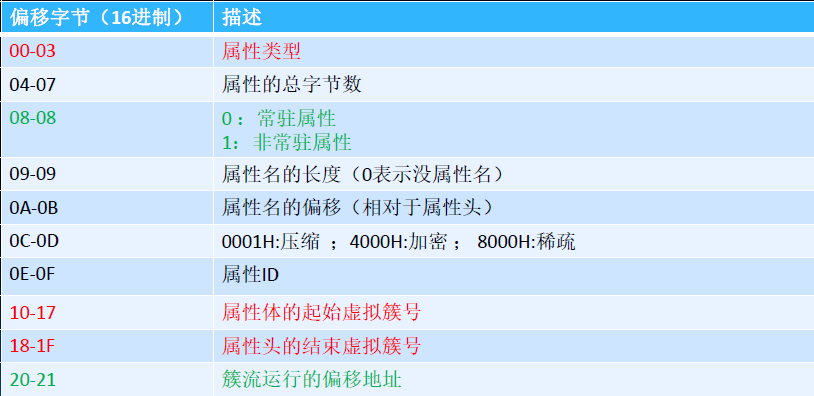 偏移字节（16进制） 描述
00-03 属性类型
04-07 属性的总字节数
08-08 0： 常驻属性
1：非常驻属性
09-09 属性名的长度（0表示没属性名）
0A-0B 属性名的偏移（相对于属性头）
0C-0D 0001H:压缩 ；4000H:加密； 8000H:稀疏
0E-0F 属性ID
10-17 属性体的起始虚拟簇号
18-1F 属性头的结束虚拟簇号
20-21 簇流运行的偏移地址